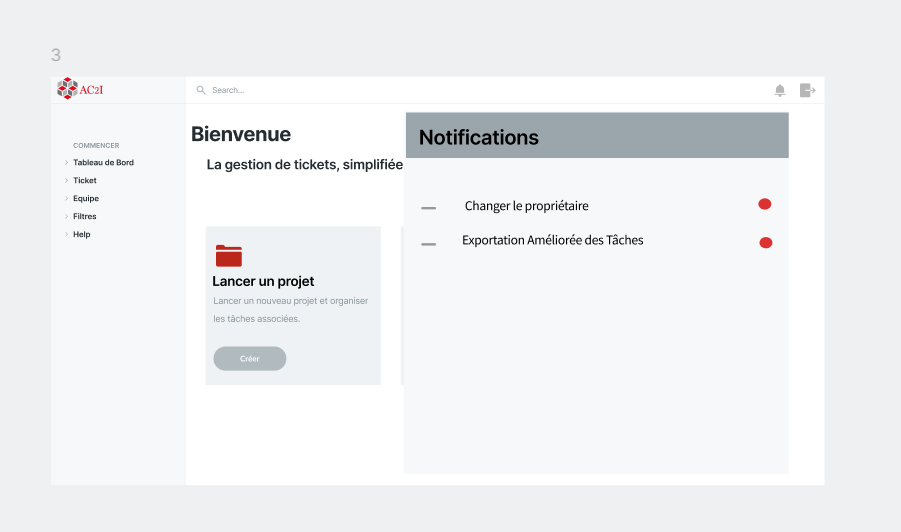 3
AC2I
Search...
COMMENCER
Tableau de Bord
Ticket
Equipe
Filtres
Help
Bienvenue
La gestion de tickets, simplifiée
Lancer un projet
Lancer un nouveau projet et organiser
les tâches associées.
Créer
Notifications
Changer le propriétaire
Exportation Améliorée des Tâches